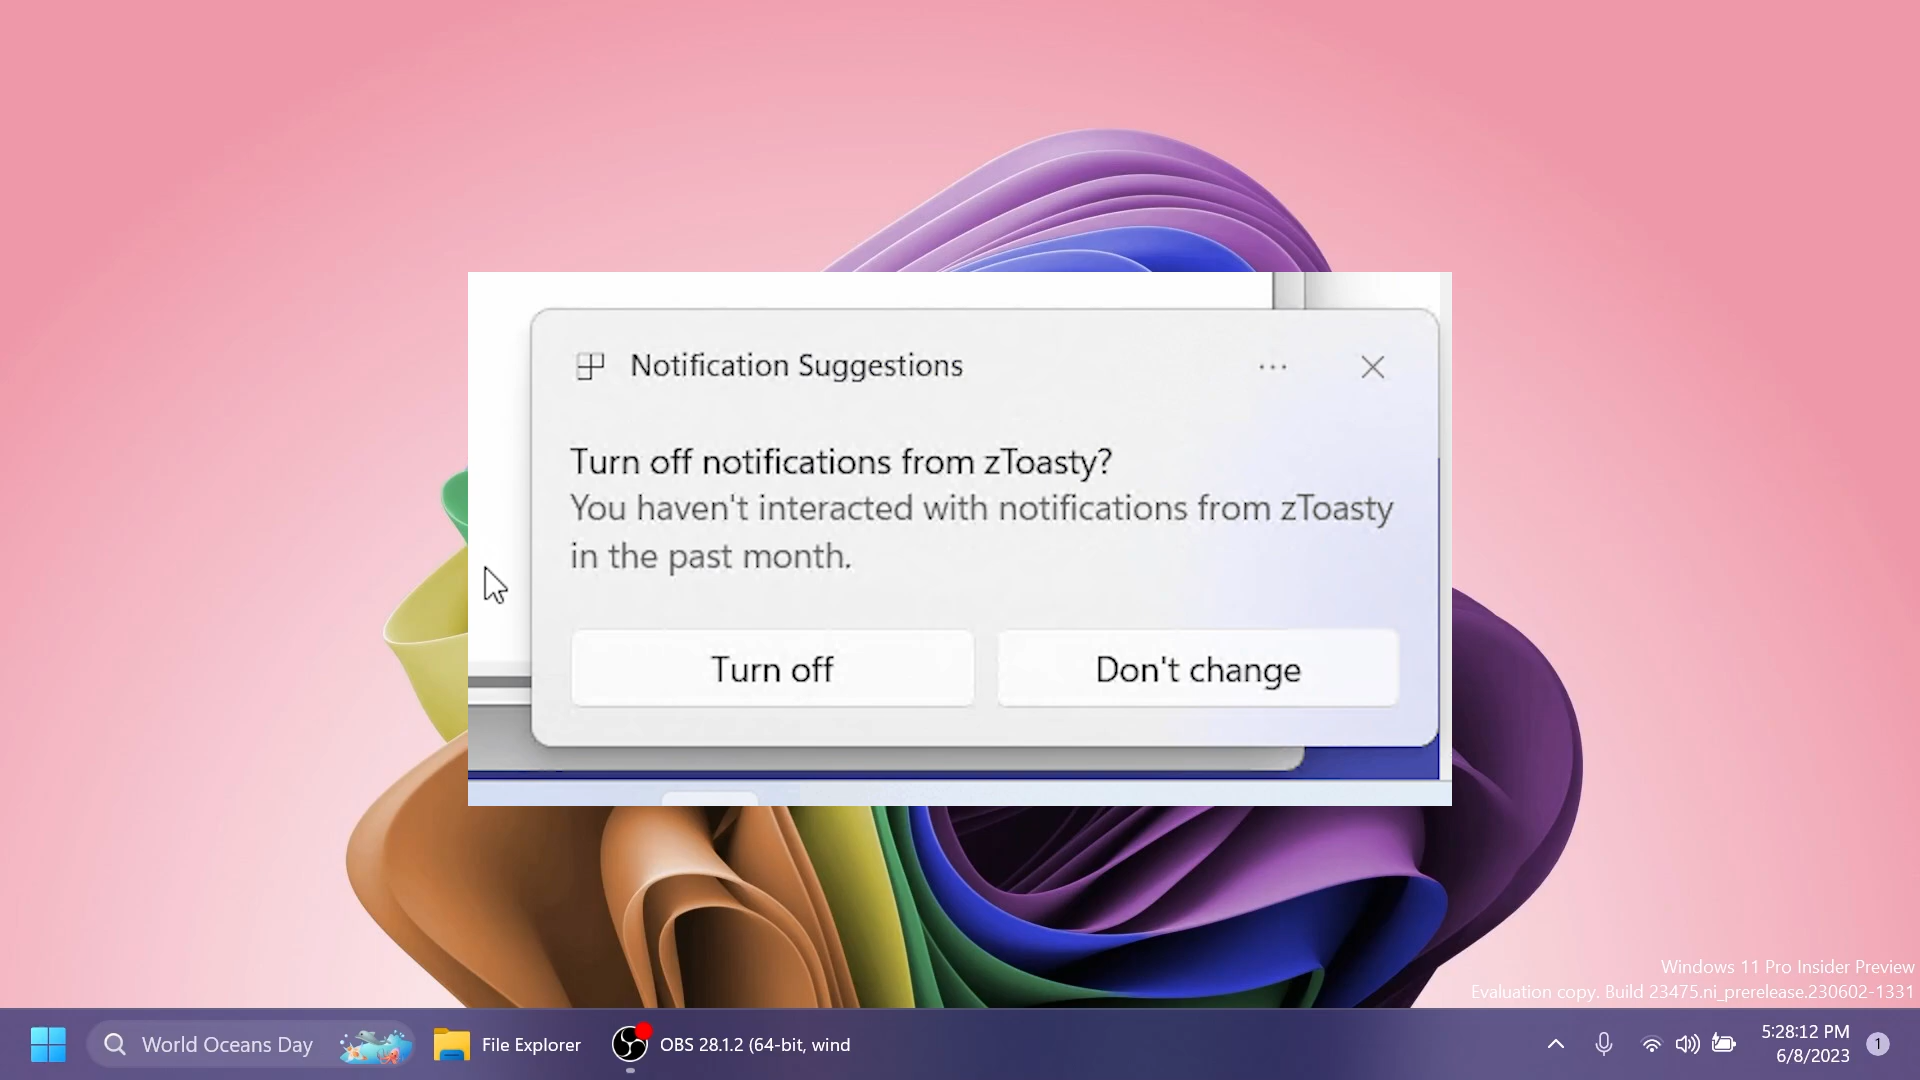 Notification Suggestions
Turn off notifications from zToasty?
You haven't interacted with notifications from zToasty
in the past month.
Turn off
Don't change
Windows 11 Pro Insider Preview
Evaluation copy. Build 23475.ni_prerelease.230602-1331
World Oceans Day
File Explorer
OBS 28.1.2 (64-bit, wind
5:28:12 PM
6/8/2023
1